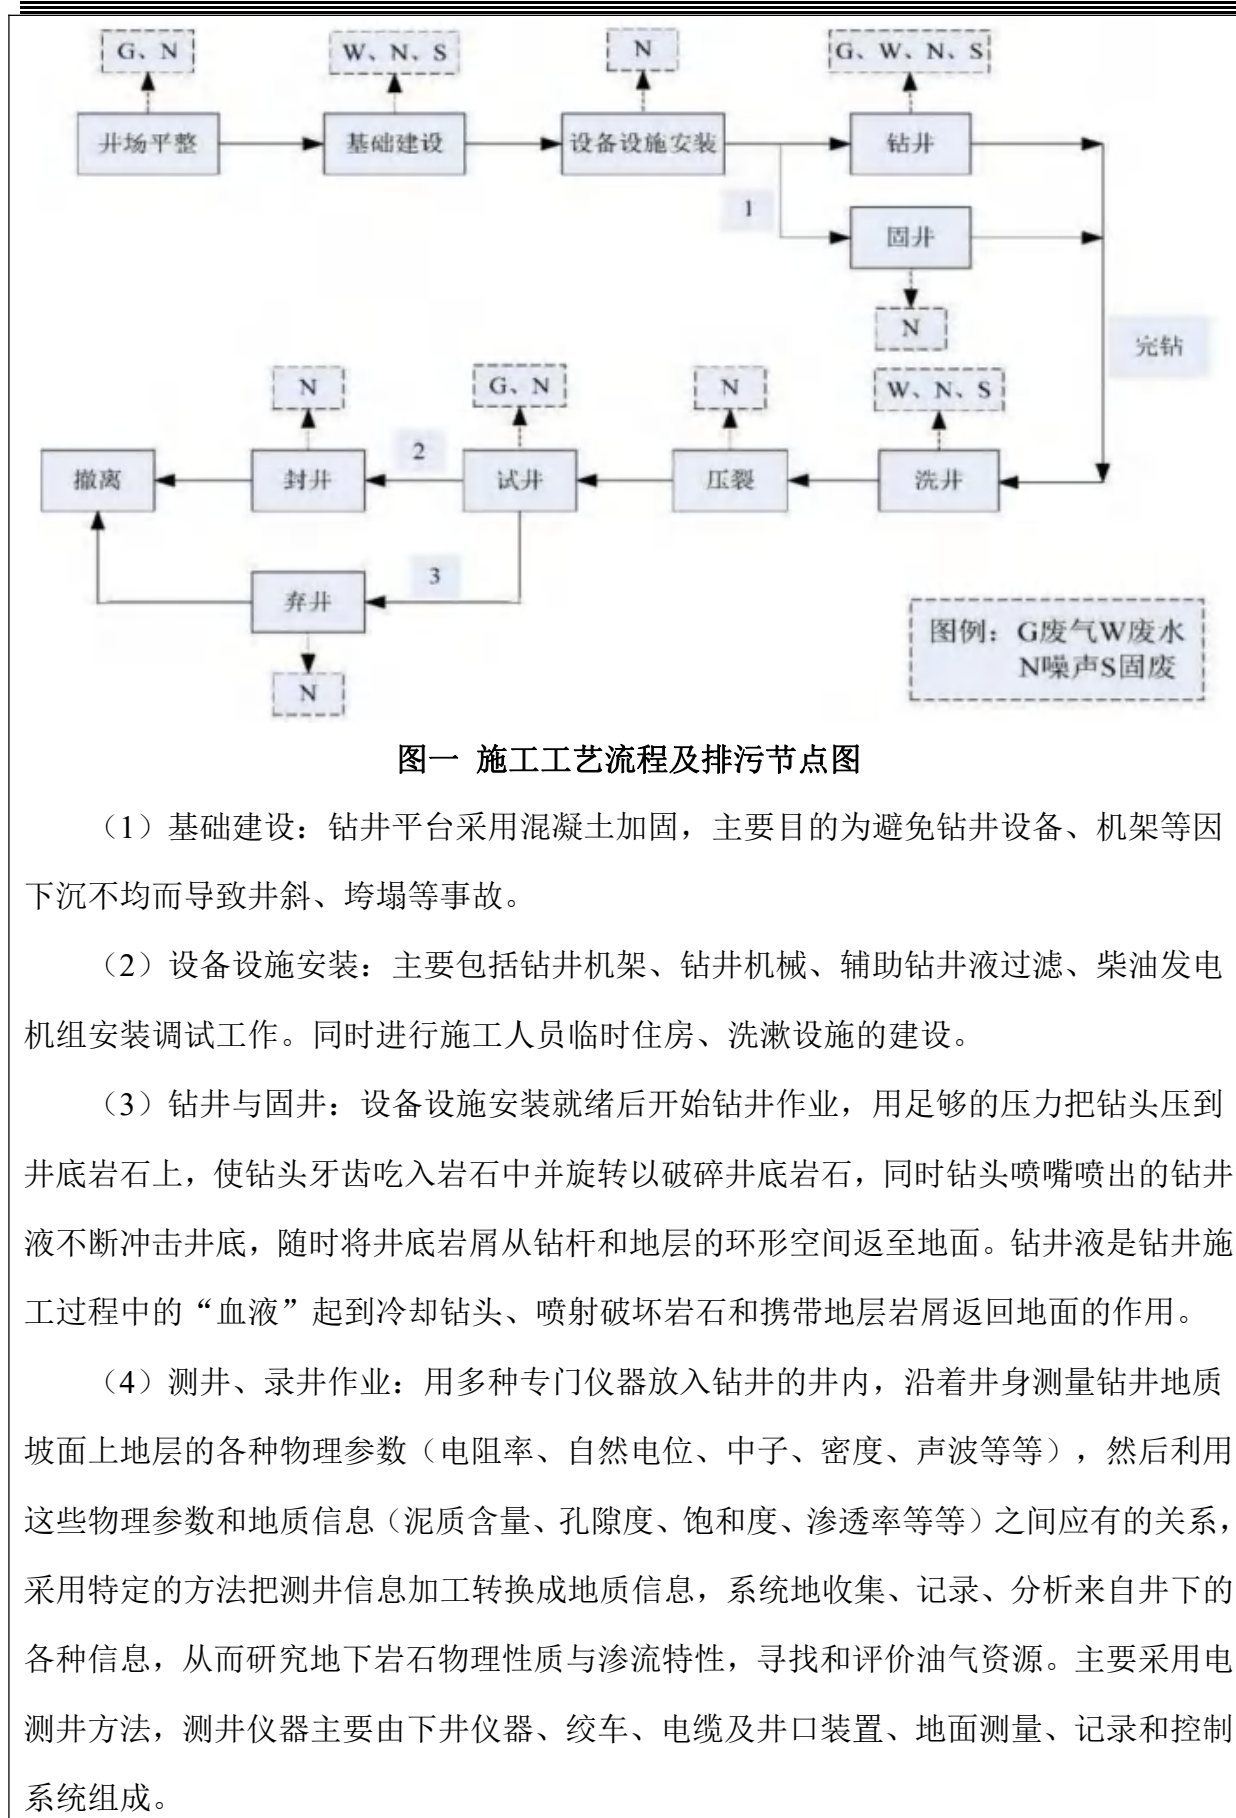 G、N
W、N、S
N
G、W、N、S
井场平整
基础建设
设备设施安装
钻井
1
固井
N
完钻
N
G、N
N
W、N、S
撤离
封井
2
试井
压裂
洗井
弃井
3
N
图例：G废气W废水
N噪声S固废
图一 施工工艺流程及排污节点图
（1）基础建设：钻井平台采用混凝土加固，主要目的为避免钻井设备、机架等因
下沉不均而导致井斜、垮塌等事故。
（2）设备设施安装：主要包括钻井机架、钻井机械、辅助钻井液过滤、柴油发电
机组安装调试工作。同时进行施工人员临时住房、洗漱设施的建设。
（3）钻井与固井：设备设施安装就绪后开始钻井作业，用足够的压力把钻头压到
井底岩石上，使钻头牙齿吃入岩石中并旋转以破碎井底岩石，同时钻头喷嘴喷出的钻井
液不断冲击井底，随时将井底岩屑从钻杆和地层的环形空间返至地面。钻井液是钻井施
工过程中的“血液”起到冷却钻头、喷射破坏岩石和携带地层岩屑返回地面的作用。
（4）测井、录井作业：用多种专门仪器放入钻井的井内，沿着井身测量钻井地质
坡面上地层的各种物理参数（电阻率、自然电位、中子、密度、声波等等），然后利用
这些物理参数和地质信息（泥质含量、孔隙度、饱和度、渗透率等等）之间应有的关系，
采用特定的方法把测井信息加工转换成地质信息，系统地收集、记录、分析来自井下的
各种信息，从而研究地下岩石物理性质与渗流特性，寻找和评价油气资源。主要采用电
测井方法，测井仪器主要由下井仪器、绞车、电缆及井口装置、地面测量、记录和控制
系统组成。